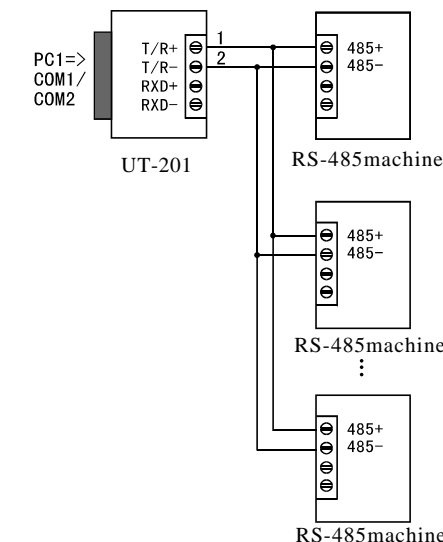 PC1=>
COM1/
COM2
T/R+
T/R-
RXD+
RXD-
1
2
UT-201
485+
485-
RS-485machine
485+
485-
RS-485machine
⋮
485+
485-
RS-485machine